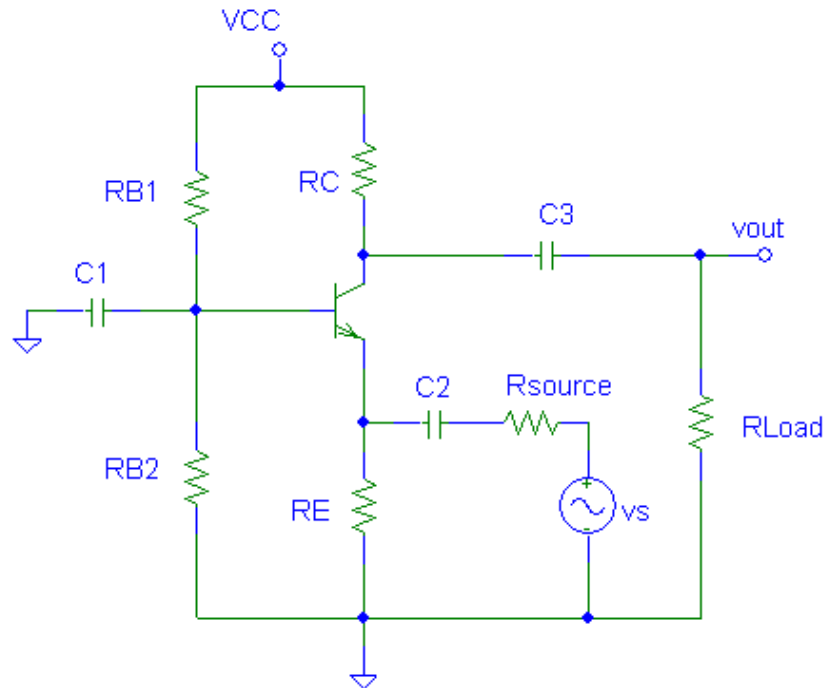 VCC
RB1
RC
C3
vout
C1
C2
Rsource
RLoad
RB2
RE
vs